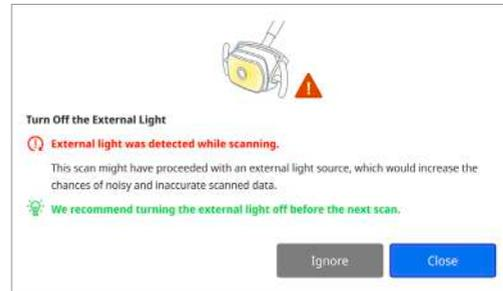 Turn Off the External Light
External light was detected while scanning.
This scan might have proceeded with an external light source, which would increase the
chances of noisy and inaccurate scanned data.
We recommend turning the external light off before the next scan.
Ignore
Close